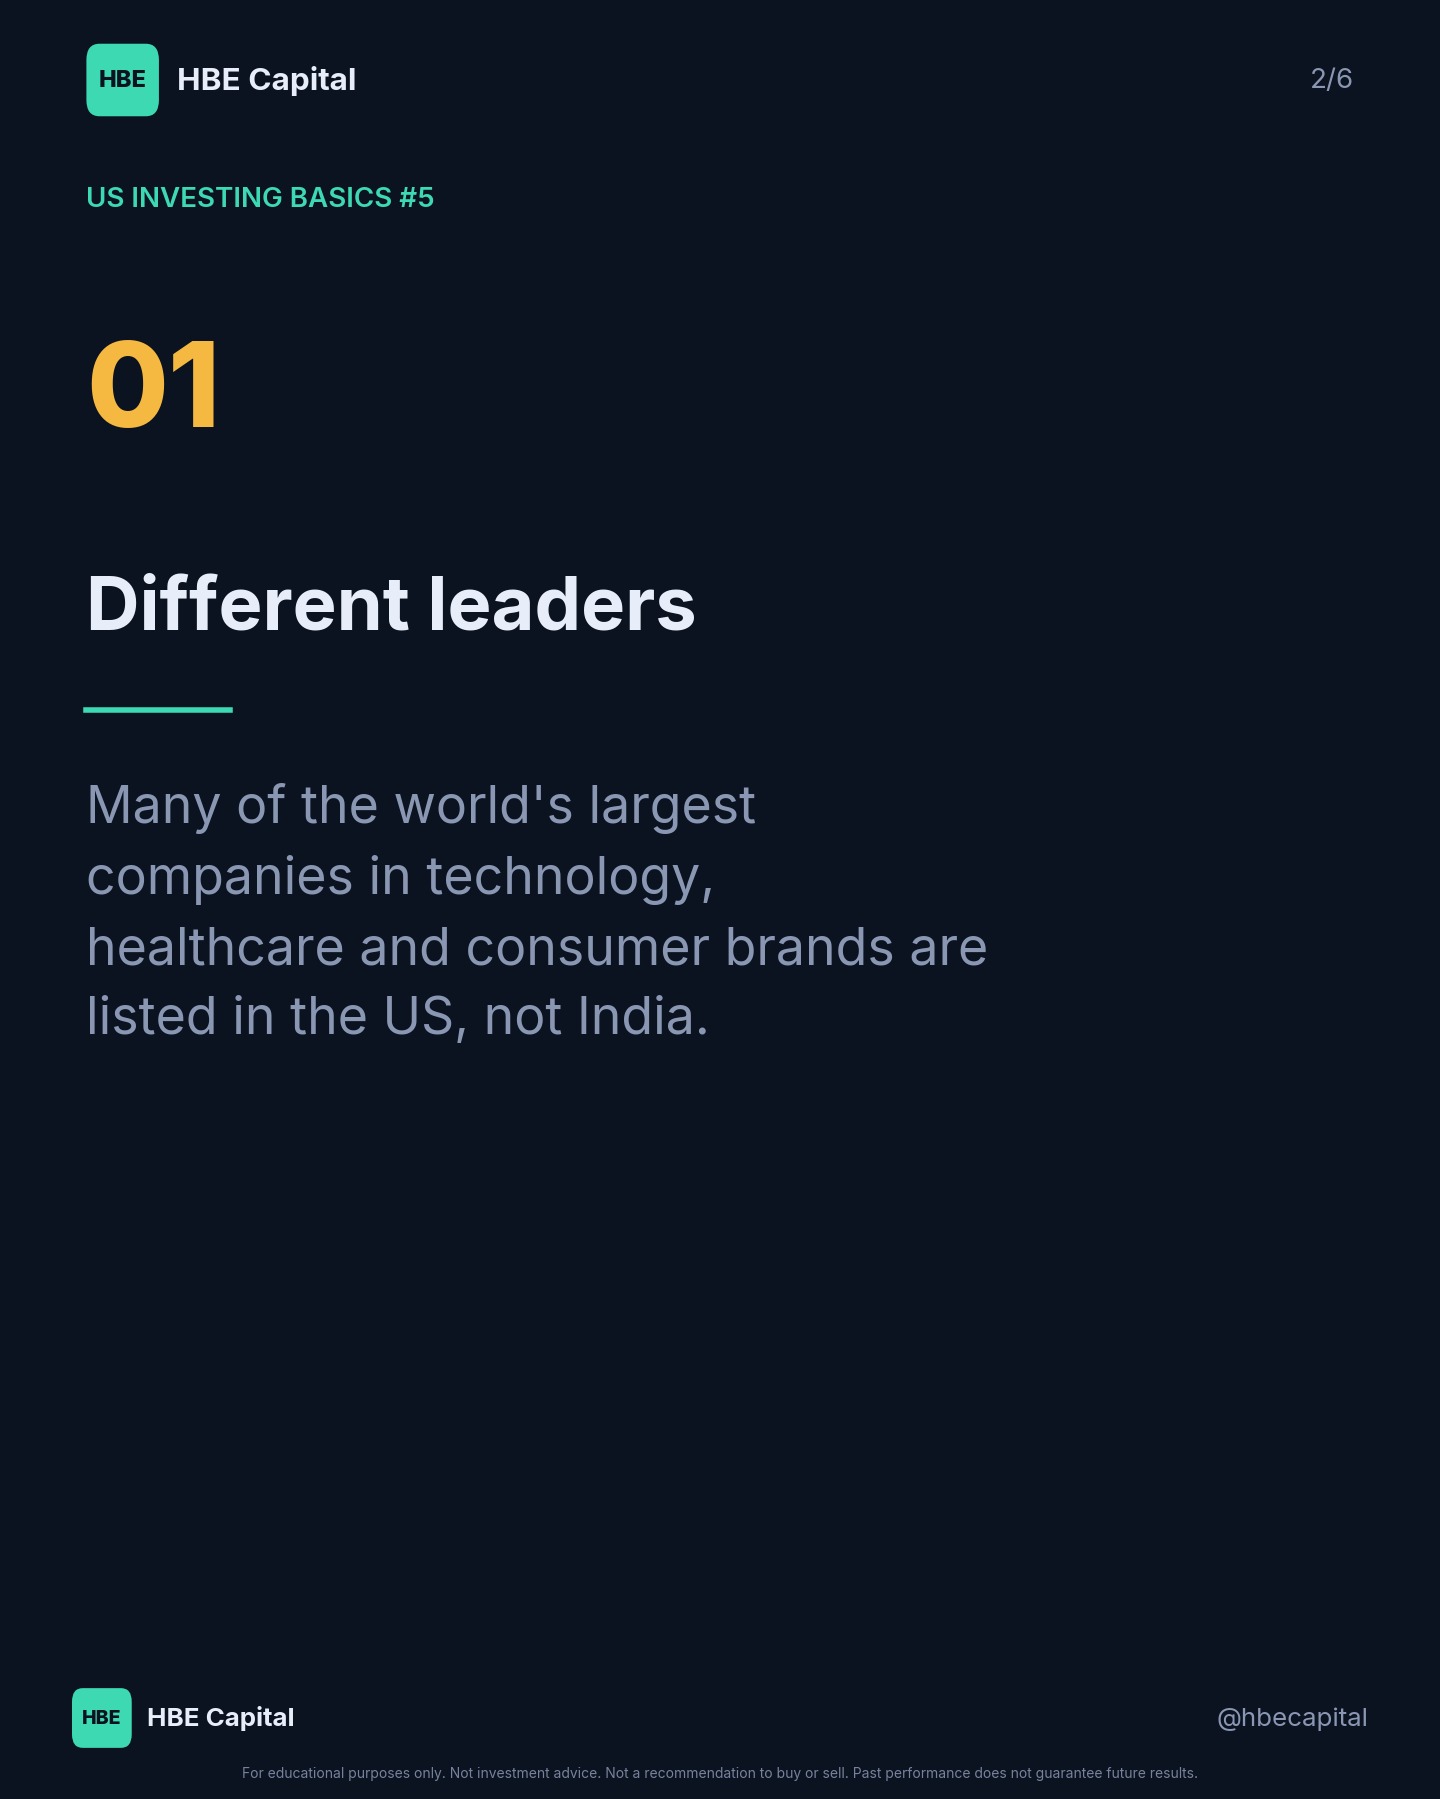 HBE
HBE Capital
2/6
US INVESTING BASICS #5
01
Different leaders
Many of the world's largest
companies in technology,
healthcare and consumer brands are
listed in the US, not India.
HBE
HBE Capital
@hbecapital
For educational purposes only. Not investment advice. Not a recommendation to buy or sell. Past performance does not guarantee future results.